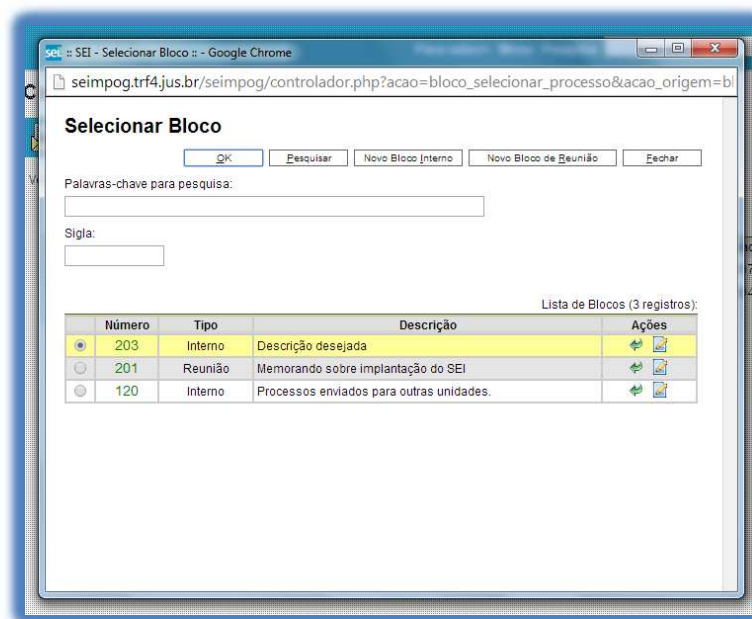 sei. :: SEI - Selecionar Bloco :: - Google Chrome
seimpog.trf4.jus.br/seimpog/controlador.php?acao=bloco_selecionar_processo&acao_origem=bl
Selecionar Bloco
OK Pesquisar Novo Bloco Interno Novo Bloco de Reunião Fechar
Palavras-chave para pesquisa:
Sigla:
Lista de Blocos (3 registros):
Número Tipo Descrição Ações
203 Interno Descrição desejada
201 Reunião Memorando sobre implantação do SEI
120 Interno Processos enviados para outras unidades.